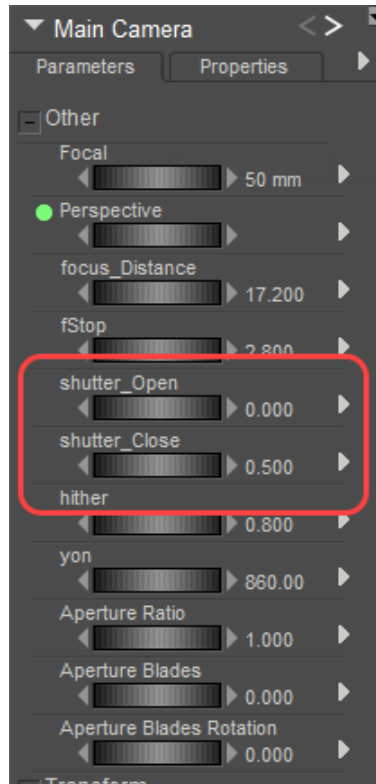 Main Camera
Parameters Properties
Other
Focal
50 mm
Perspective
focus_Distance
17.200
fStop
2.800
shutter_Open
0.000
shutter_Close
0.500
hither
0.800
yon
860.00
Aperture Ratio
1.000
Aperture Blades
0.000
Aperture Blades Rotation
0.000
Transform